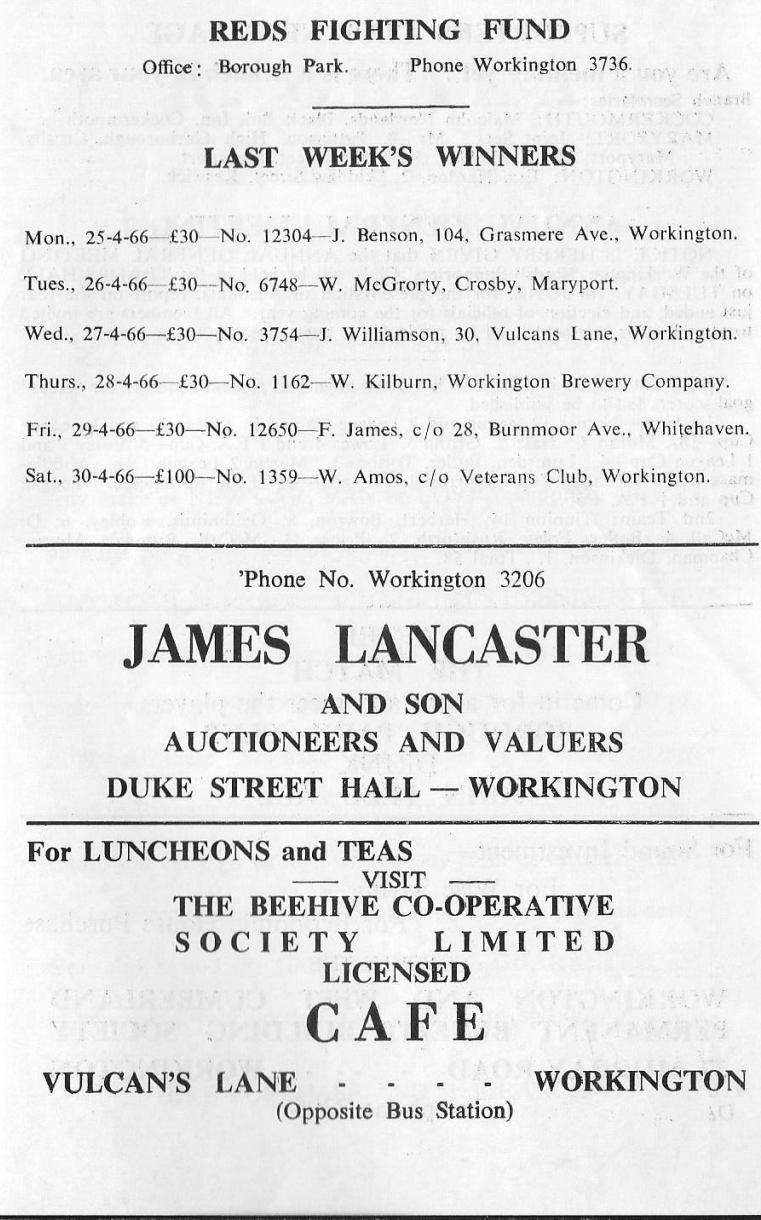 REDS FIGHTING FUND
Office: Borough Park. Phone Workington 3736.
LAST WEEK'S WINNERS
Mon., 25-4-66—£30—No. 12304—J. Benson, 104, Grasmere Ave., Workington.
Tues., 26-4-66—£30—No. 6748—W. McGrorty, Crosby, Maryport.
Wed., 27-4-66—£30—No. 3754—J. Williamson, 30, Vulcans Lane, Workington.
Thurs., 28-4-66—£30—No. 1162—W. Kilburn, Workington Brewery Company.
Fri., 29-4-66—£30—No. 12650—F. James, c/o 28, Burnmoor Ave., Whitehaven.
Sat., 30-4-66—£100—No. 1359—W. Amos, c/o Veterans Club, Workington.
'Phone No. Workington 3206
JAMES LANCASTER
AND SON
AUCTIONEERS AND VALUERS
DUKE STREET HALL — WORKINGTON
For LUNCHEONS and TEAS
— VISIT —
THE BEEHIVE CO-OPERATIVE
SOCIETY LIMITED
LICENSED
CAFE
VULCAN'S LANE - - - - WORKINGTON
(Opposite Bus Station)